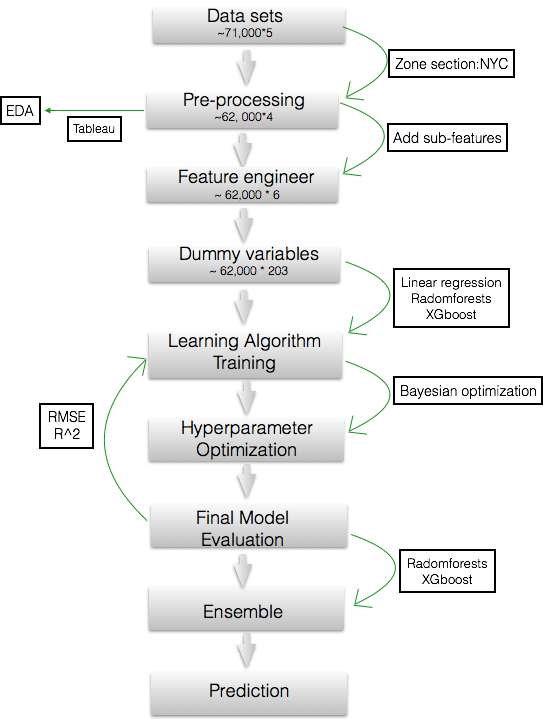 Data sets
~71,000*5
Zone section:NYC
Pre-processing
~62, 000*4
EDA
Tableau
Add sub-features
Feature engineer
~ 62,000 * 6
Dummy variables
~ 62,000 * 203
Linear regression
Radomforests
XGboost
Learning Algorithm
Training
Bayesian optimization
RMSE
R^2
Hyperparameter
Optimization
Final Model
Evaluation
Radomforests
XGboost
Ensemble
Prediction